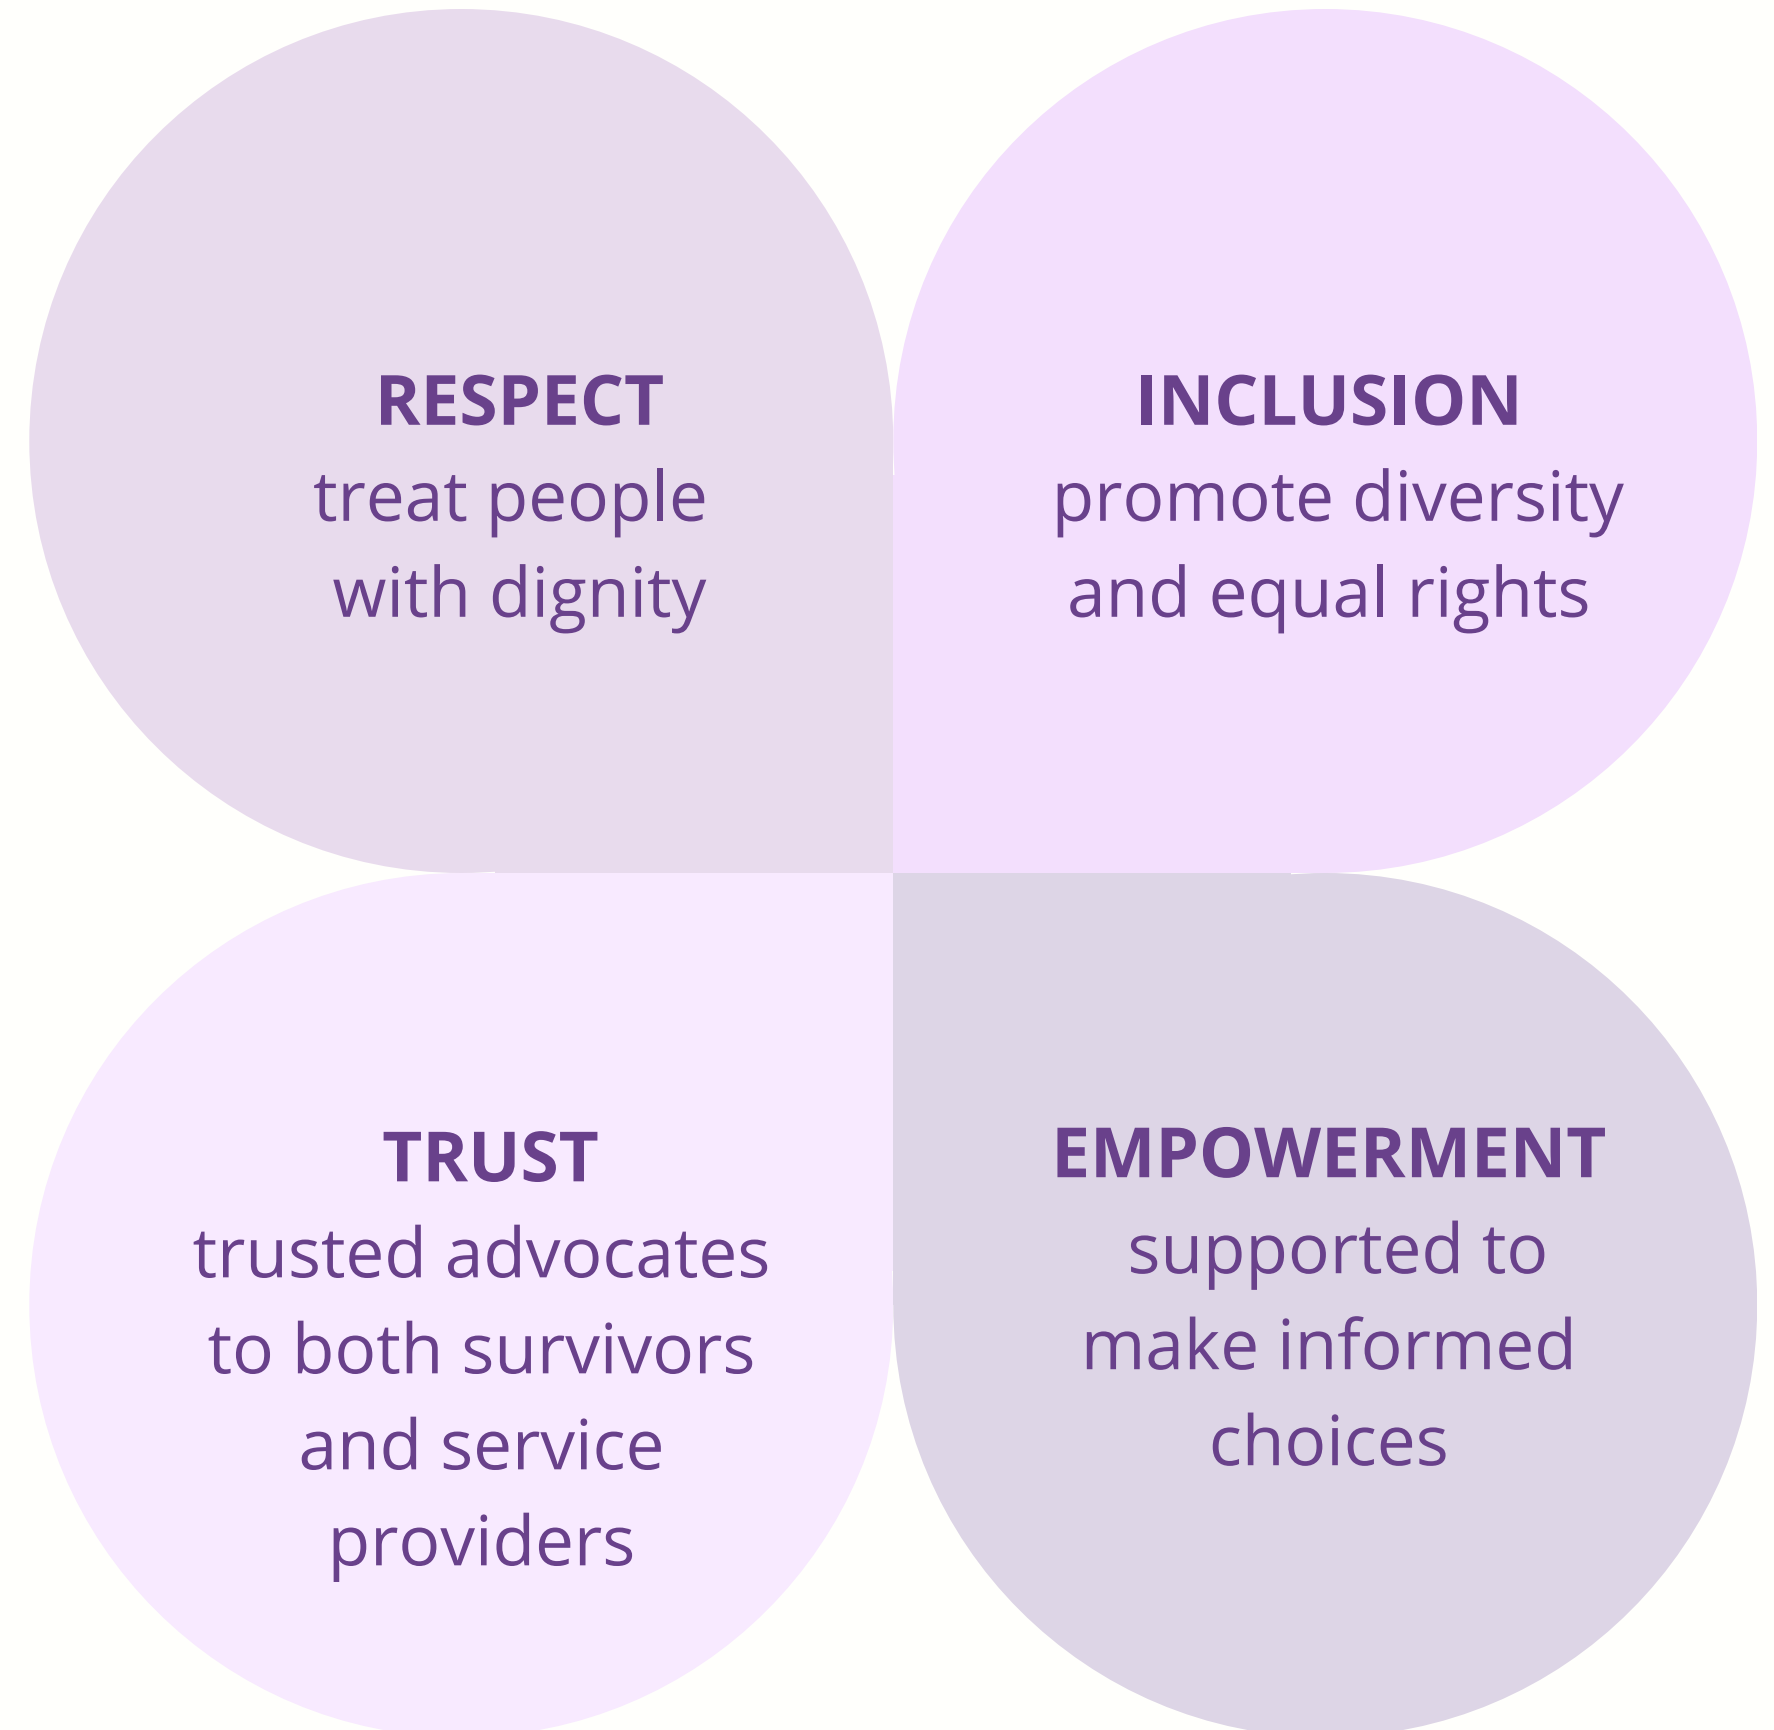 RESPECT
treat people
with dignity
INCLUSION
promote diversity
and equal rights
TRUST
trusted advocates
to both survivors
and service
providers
EMPOWERMENT
supported to
make informed
choices